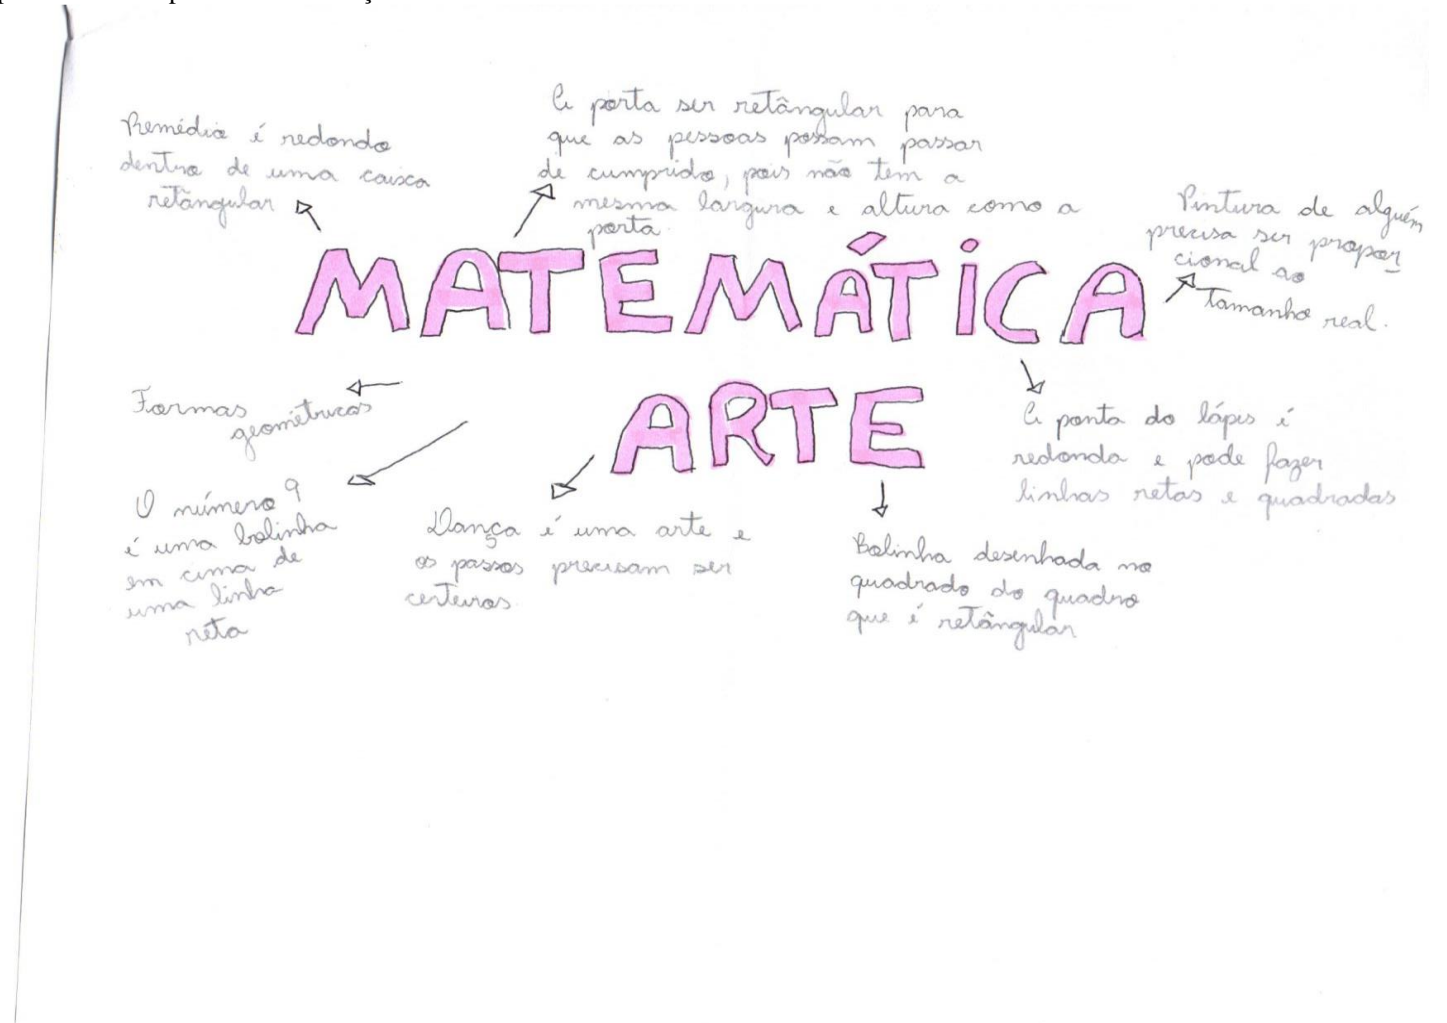 Remédio é redondo
dentro de uma caixa
retângular
A porta ser retângular para
que as pessoas possam passar
de cumprido, pois não tem a
mesma largura e altura como a
porta.
Pintura de alguém
precisa ser propor
cional ao
tamanho real.
MATEMÁTICA
ARTE
Formas
geométricas
A ponta do lápis é
redonda e pode fazer
linhas retas e quadradas
O número 9
é uma bolinha
em cima de
uma linha
reta
Dança é uma arte e
os passos precisam ser
certeiros.
Bolinha desenhada no
quadrado do quadro
que é retângular